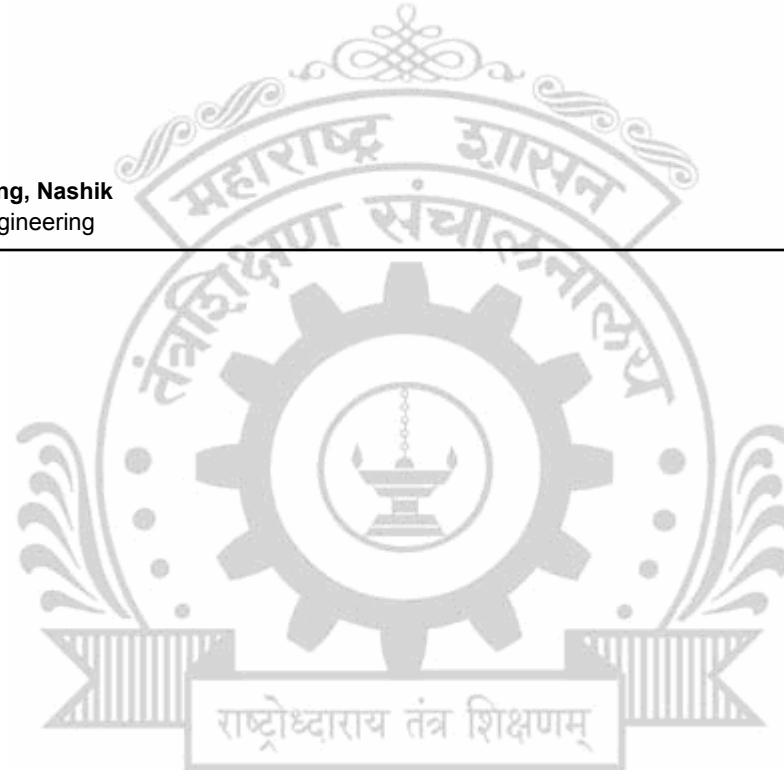 महाराष्ट्र शासन
ng, Nashik
gineering
तंत्रशिक्षण संचालनालय
राष्ट्रोध्दाराय तंत्र शिक्षणम्